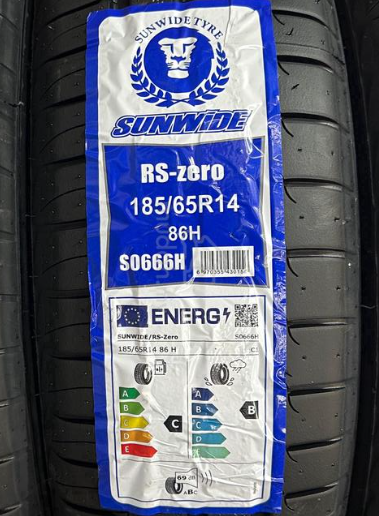 SUNWIDE TYRE
SUNWIDE
RS-zero
185/65R14
86H
S0666H
ENERG
SUNWIDE/RS-Zero S0666H
185/65R14 86 H C1
A A
B B B
C C C
D D
E E
69 dB
ABC